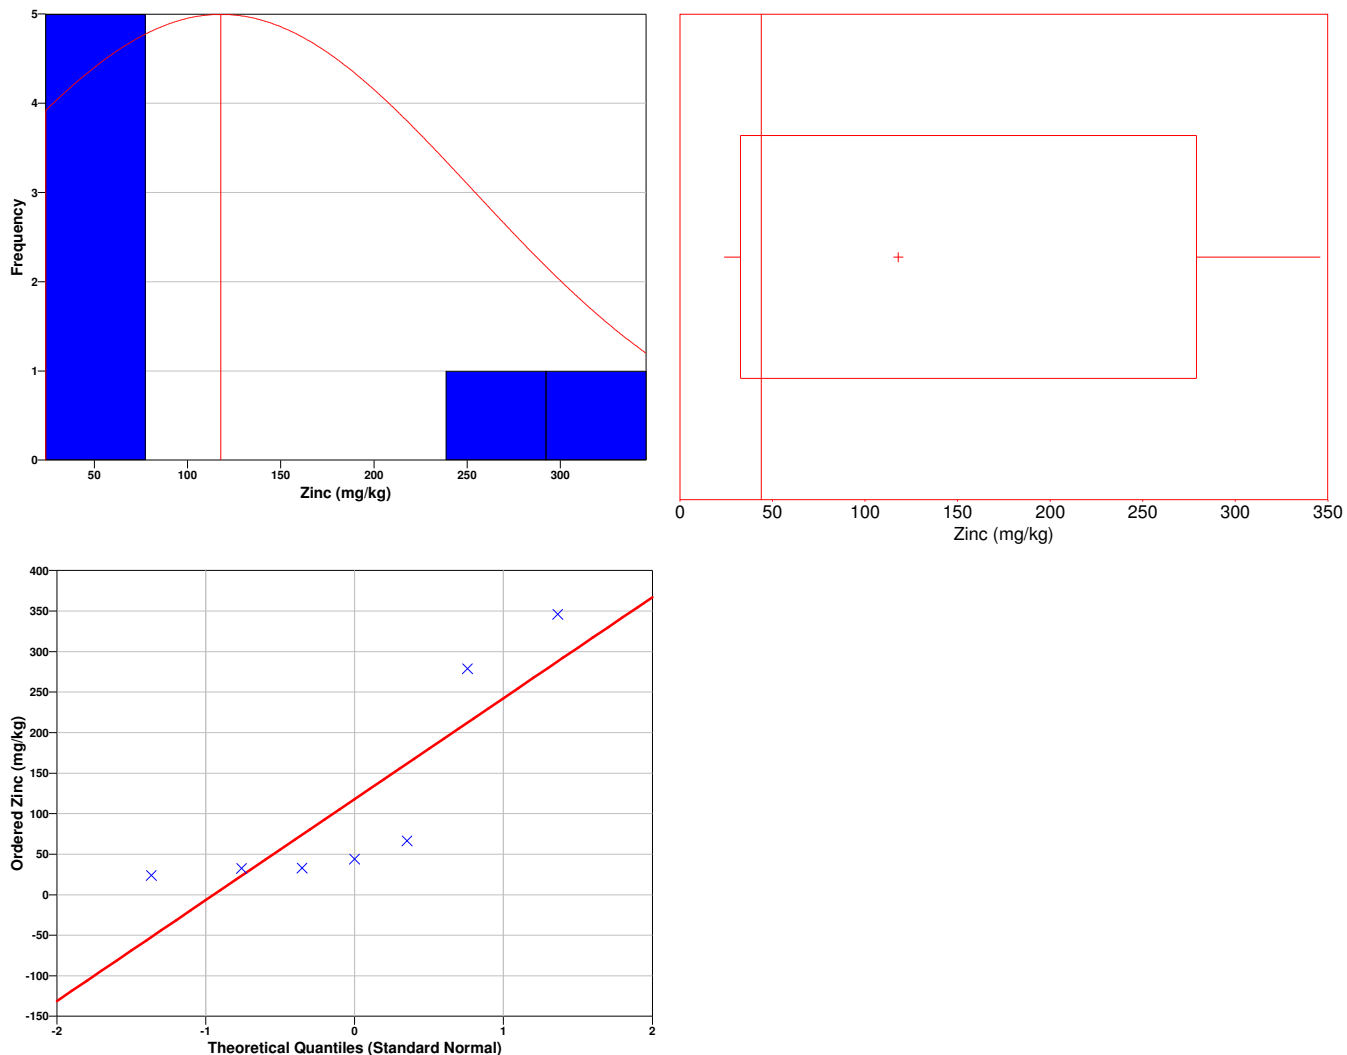 5
4
3
2
1
0
Frequency
50 100 150 200 250 300
Zinc (mg/kg)
0 50 100 150 200 250 300 350
Zinc (mg/kg)
400
350
300
250
200
150
100
50
0
-50
-100
-150
Ordered Zinc (mg/kg)
-2 -1 0 1 2
Theoretical Quantiles (Standard Normal)